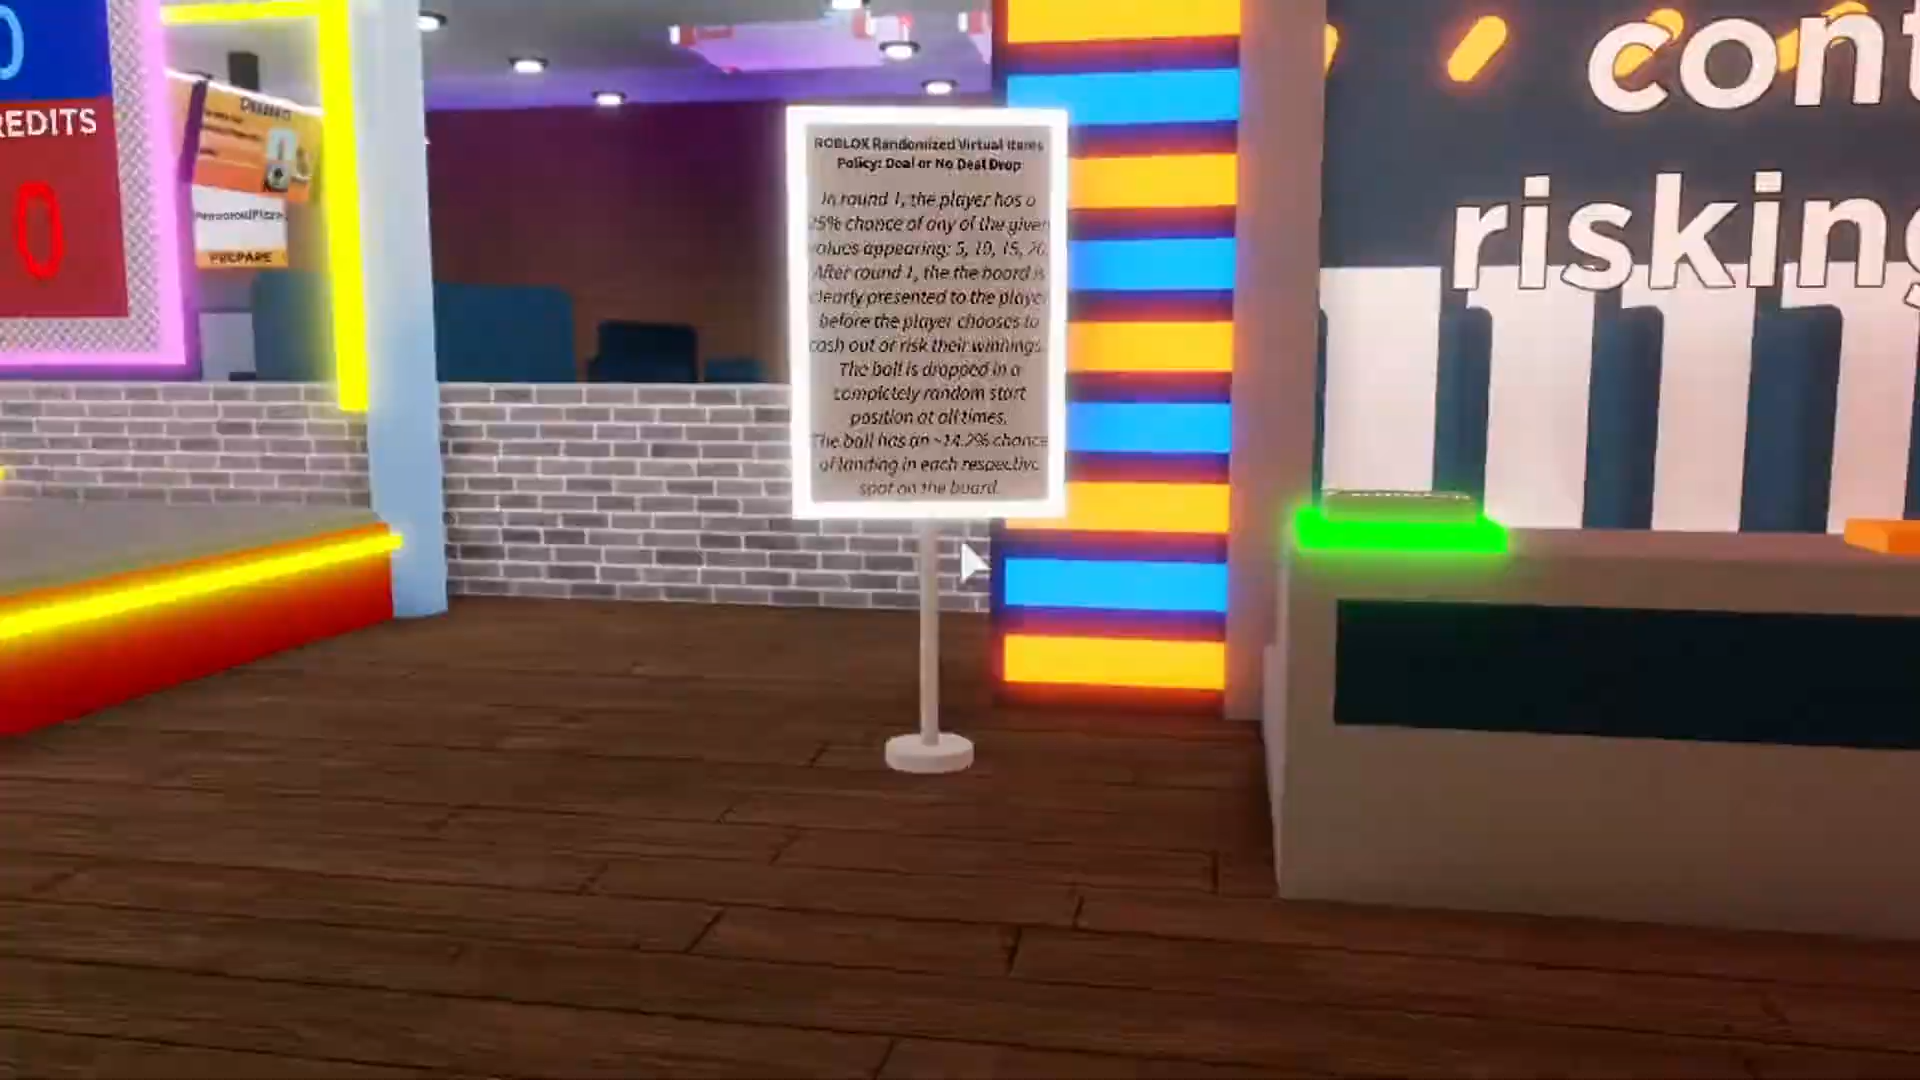 0
REDITS
0
PREPARE
ROBLOX Randomized Virtual Items
Policy: Deal or No Deal Drop
In round 1, the player has a
25% chance of any of the given
values appearing: 5, 10, 15, 20.
After round 1, the the board is
clearly presented to the player
before the player chooses to
cash out or risk their winnings.
The ball is dropped in a
completely random start
position at all times.
The ball has an ~14.2% chance
of landing in each respective
spot on the board.
cont
risking